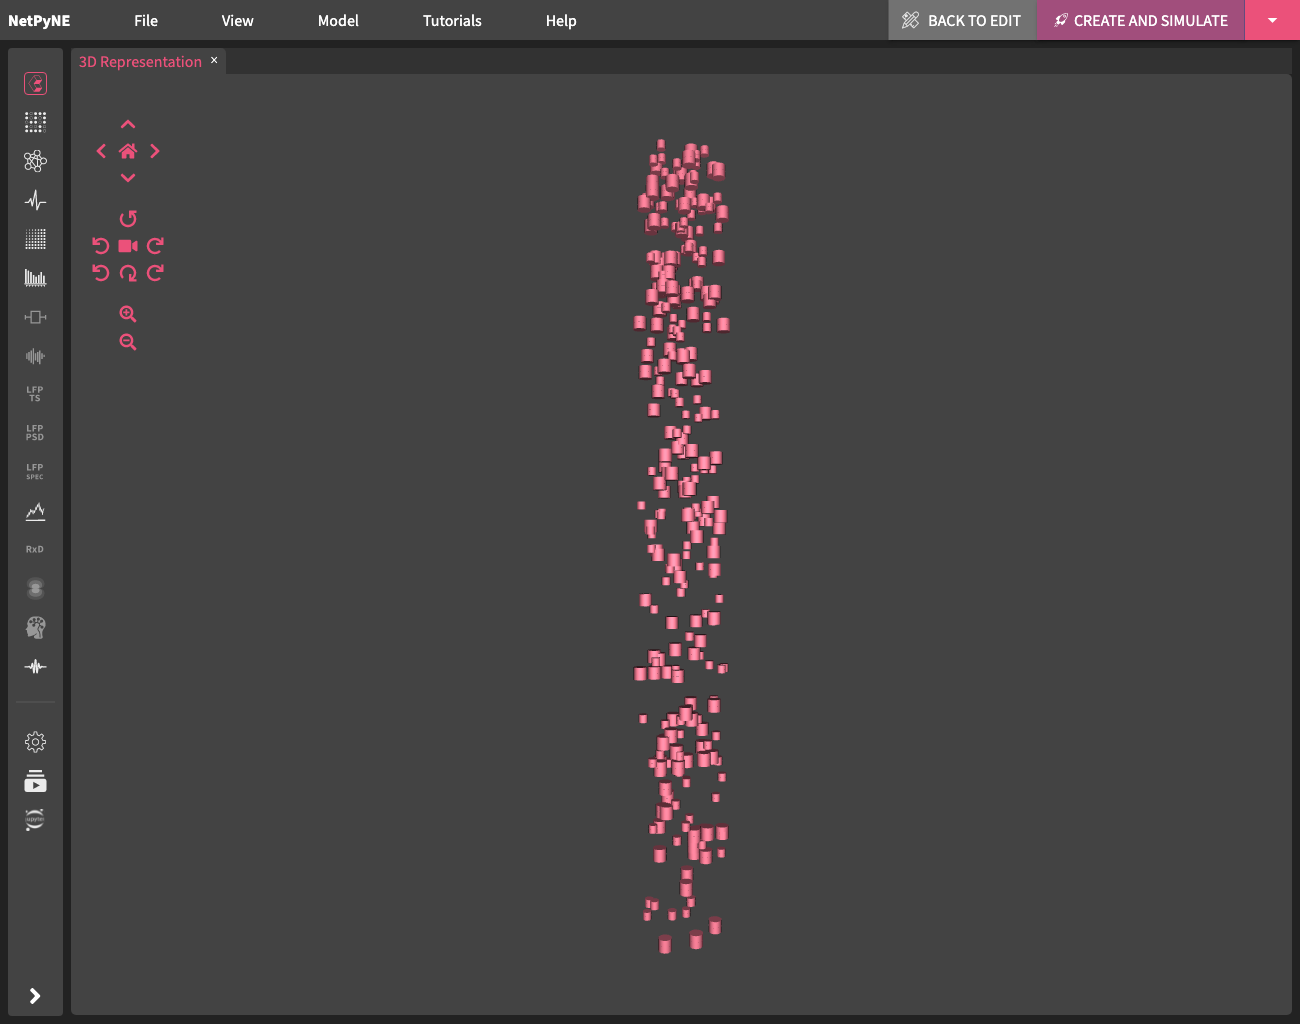 NetPyNE File View Model Tutorials Help BACK TO EDIT CREATE AND SIMULATE
3D Representation ×
LFP
TS
LFP
PSD
LFP
SPEC
RxD
jupyter